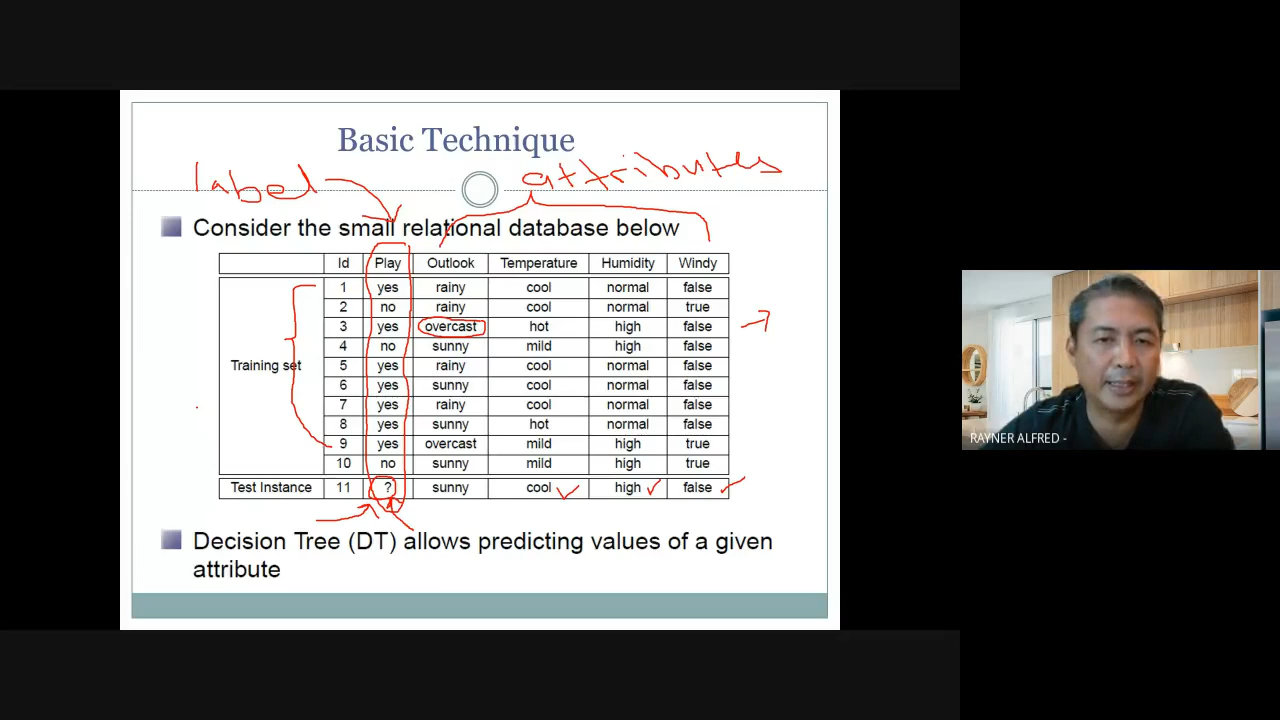 Basic Technique
label attributes
Consider the small relational database below
Id Play Outlook Temperature Humidity Windy
1 yes rainy cool normal false
2 no rainy cool normal true
3 yes overcast hot high false
4 no sunny mild high false
Training set 5 yes rainy cool normal false
6 yes sunny cool normal false
7 yes rainy cool normal false
8 yes sunny hot normal false
9 yes overcast mild high true
10 no sunny mild high true
Test Instance 11 ? sunny cool high false
Decision Tree (DT) allows predicting values of a given
attribute
RAYNER ALFRED -